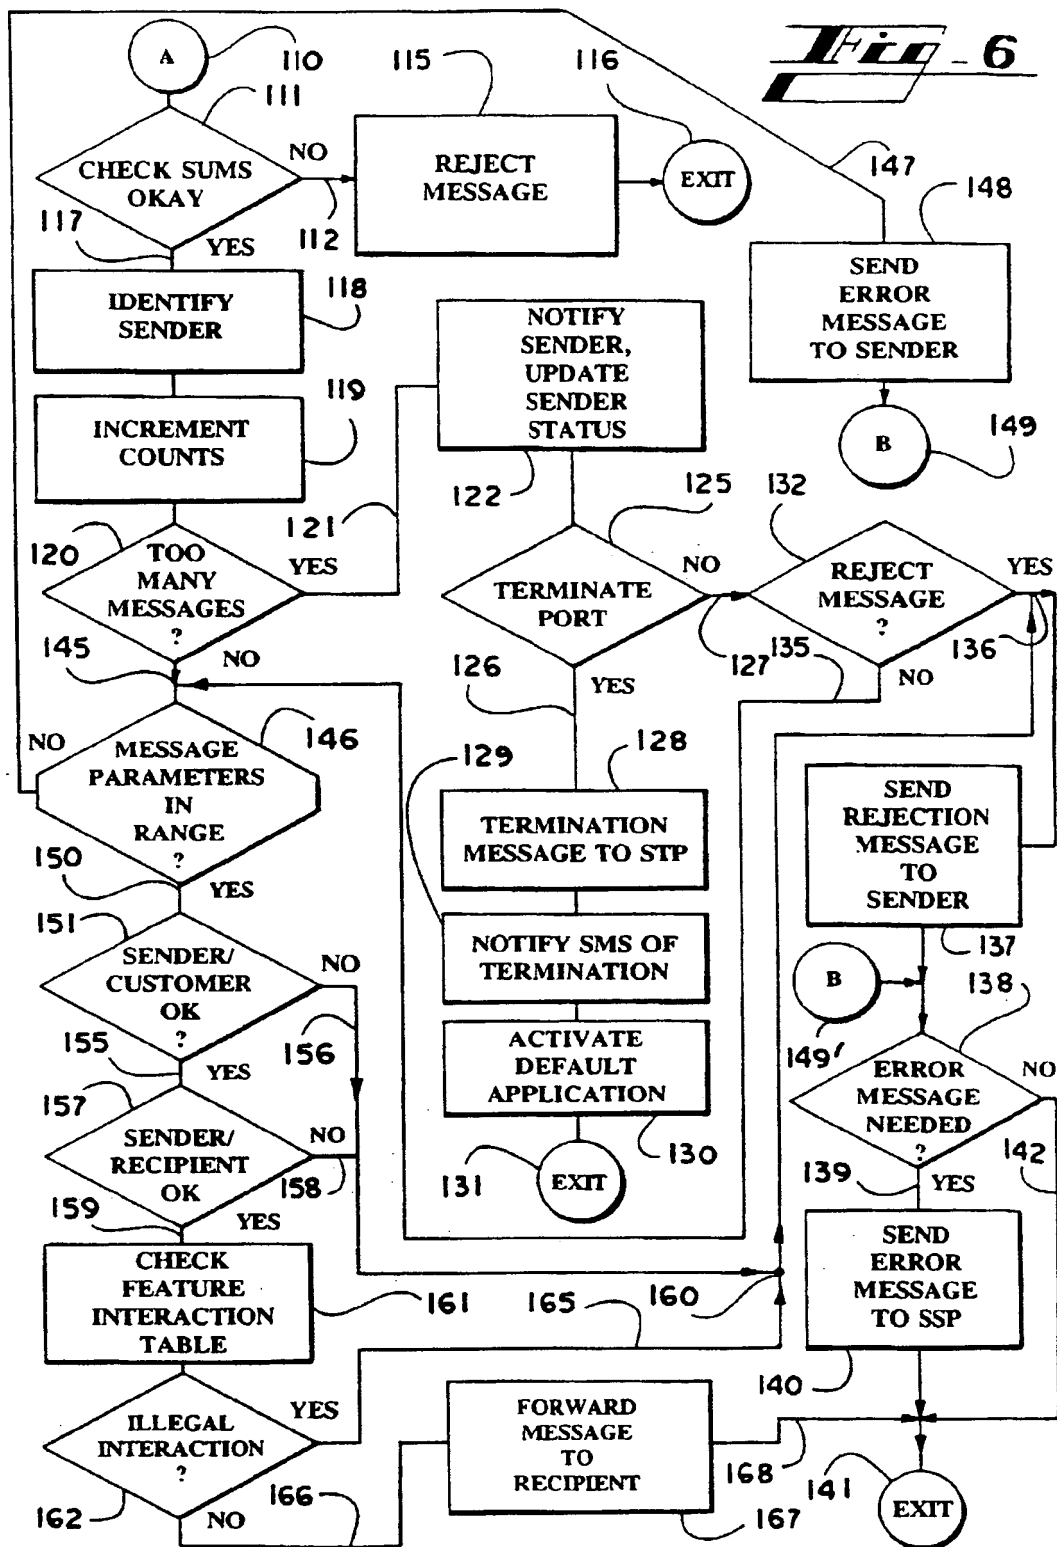 Fig - 6
A
110
111
CHECK SUMS
OKAY
NO
112
115
REJECT
MESSAGE
116
EXIT
117
YES
IDENTIFY
SENDER
118
INCREMENT
COUNTS
119
120
TOO
MANY
MESSAGES
?
YES
121
NOTIFY
SENDER,
UPDATE
SENDER
STATUS
122
147
148
SEND
ERROR
MESSAGE
TO SENDER
B
149
125
TERMINATE
PORT
NO
127
132
REJECT
MESSAGE
?
YES
136
135
NO
145
NO
126
YES
NO
MESSAGE
PARAMETERS
IN
RANGE
?
146
150
YES
129
128
TERMINATION
MESSAGE TO STP
NOTIFY SMS OF
TERMINATION
ACTIVATE
DEFAULT
APPLICATION
130
131
EXIT
SEND
REJECTION
MESSAGE
TO
SENDER
137
B
149'
138
ERROR
MESSAGE
NEEDED
?
NO
142
139
YES
SEND
ERROR
MESSAGE
TO SSP
140
151
SENDER/
CUSTOMER
OK
?
NO
156
155
YES
157
SENDER/
RECIPIENT
OK
NO
158
159
YES
CHECK
FEATURE
INTERACTION
TABLE
161
165
160
ILLEGAL
INTERACTION
?
YES
162
NO
166
FORWARD
MESSAGE
TO
RECIPIENT
167
168
141
EXIT